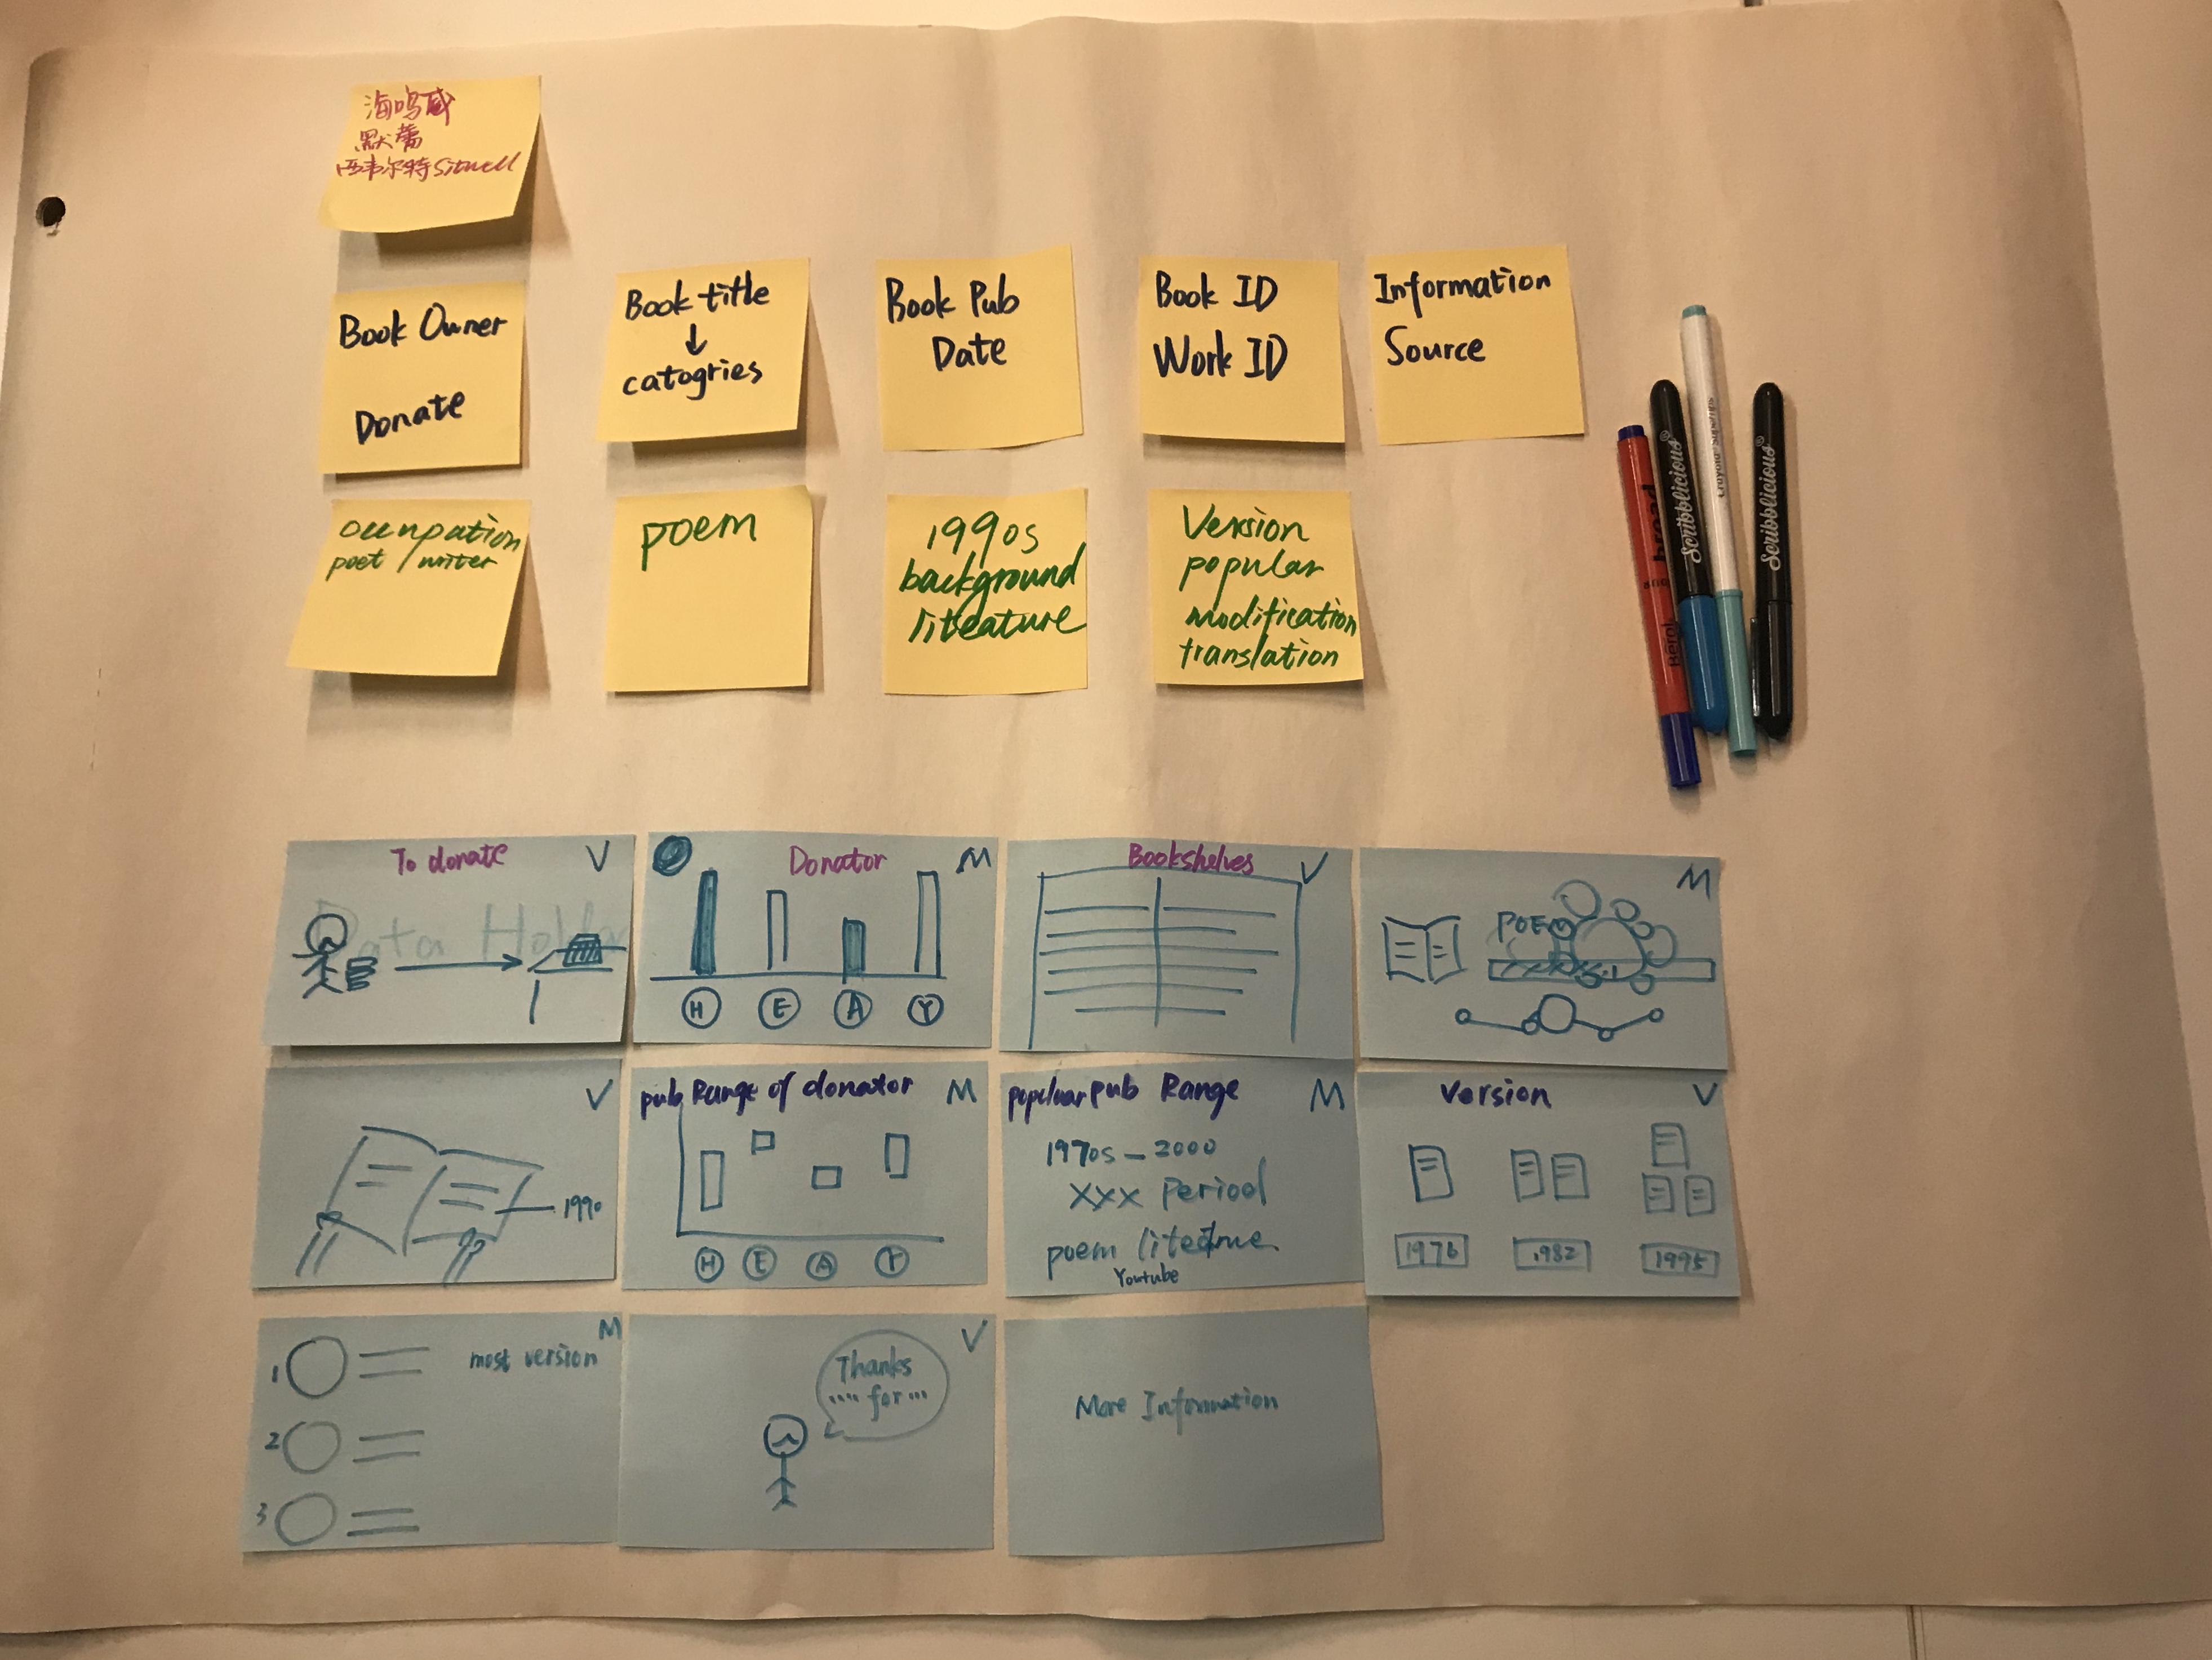 海鸣威
默蕾
西韦尔特 Sitwell
Book Owner
Donate
Book title
↓
catogries
Book Pub
Date
Book ID
Work ID
Information
Source
occupation
poet / writer
poem
1990s
background
literature
Version
popular
modification
translation
broad
Berol
Scribblicious®
Crayola Supertips
Scribblicious®
To donate V
Data
Donator M
H E A Y
Bookshelves V
M
POEM
V
1990
pub Range of donator M
H E A Y
popular pub Range M
1970s - 2000
XXX Period
poem
Youtube
Version V
1976 1982 1995
M
most version
1
2
3
V
Thanks
.... for ...
More Information